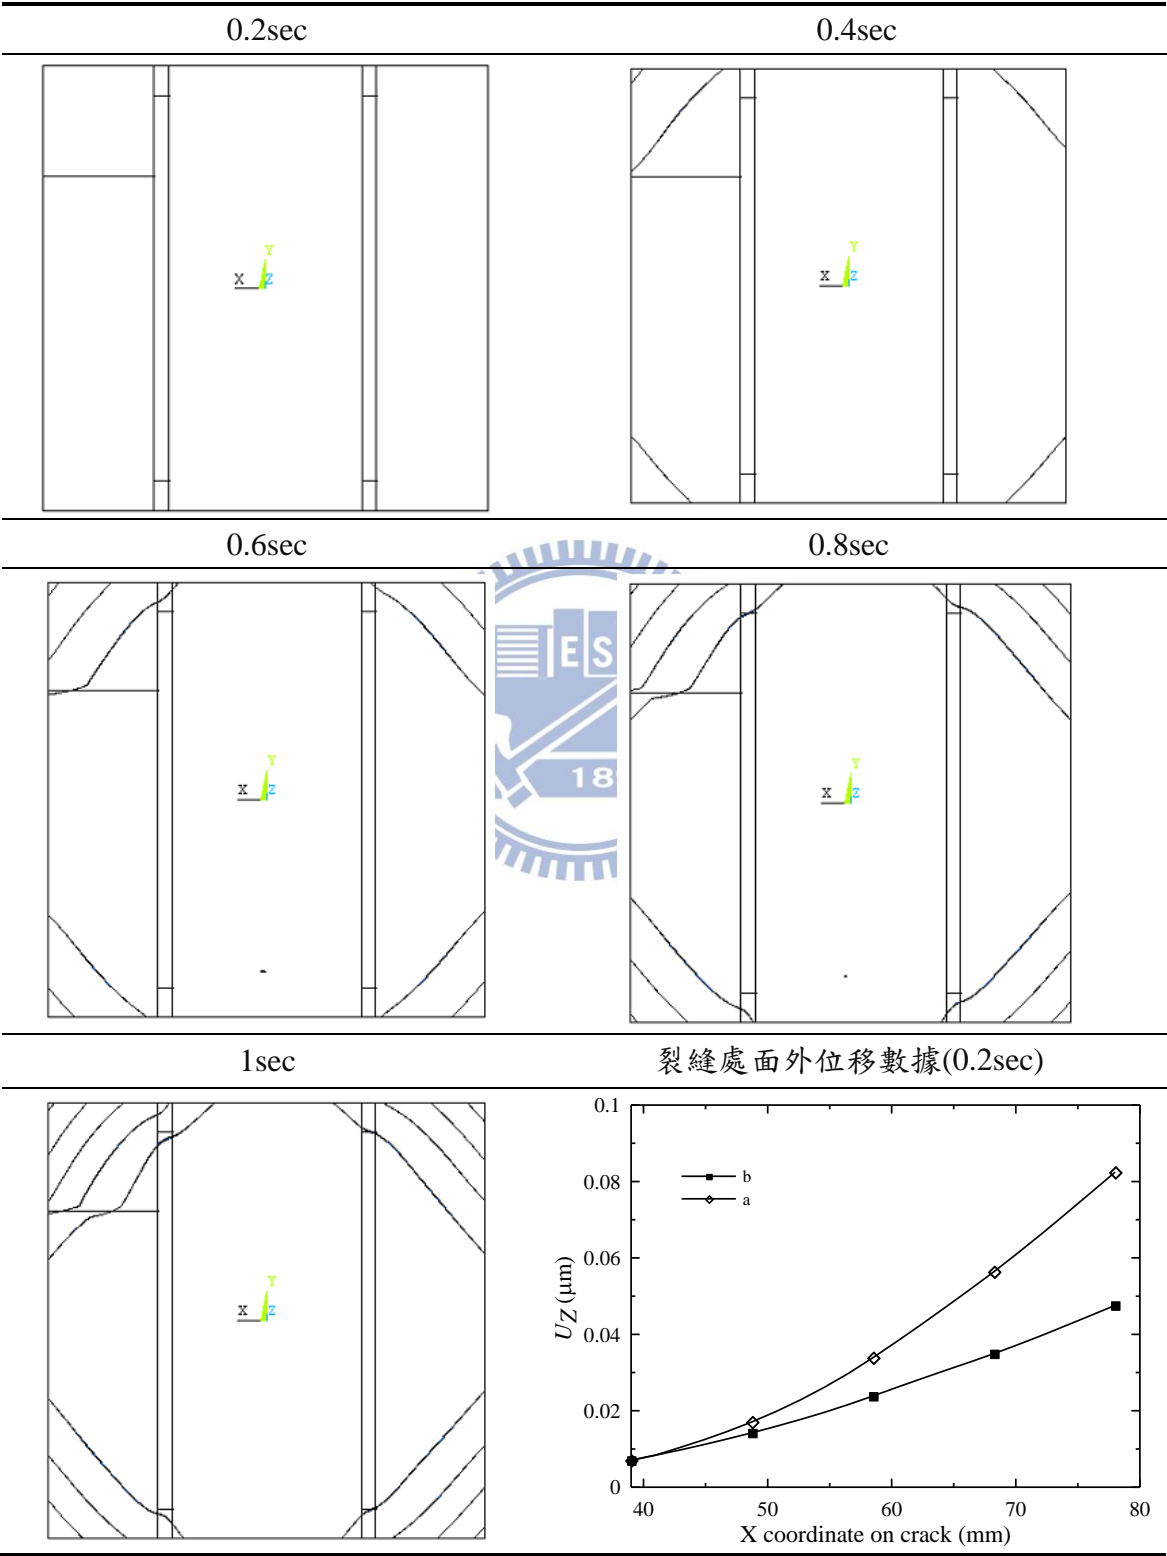 0.2sec
0.4sec
Y
X
Z
Y
X
Z
0.6sec
0.8sec
ES
18
Y
X
Z
Y
X
Z
1sec
裂縫處面外位移數據(0.2sec)
Y
X
Z
0.1
0.08
0.06
0.04
0.02
0
b
a
UZ (μm)
40
50
60
70
80
X coordinate on crack (mm)